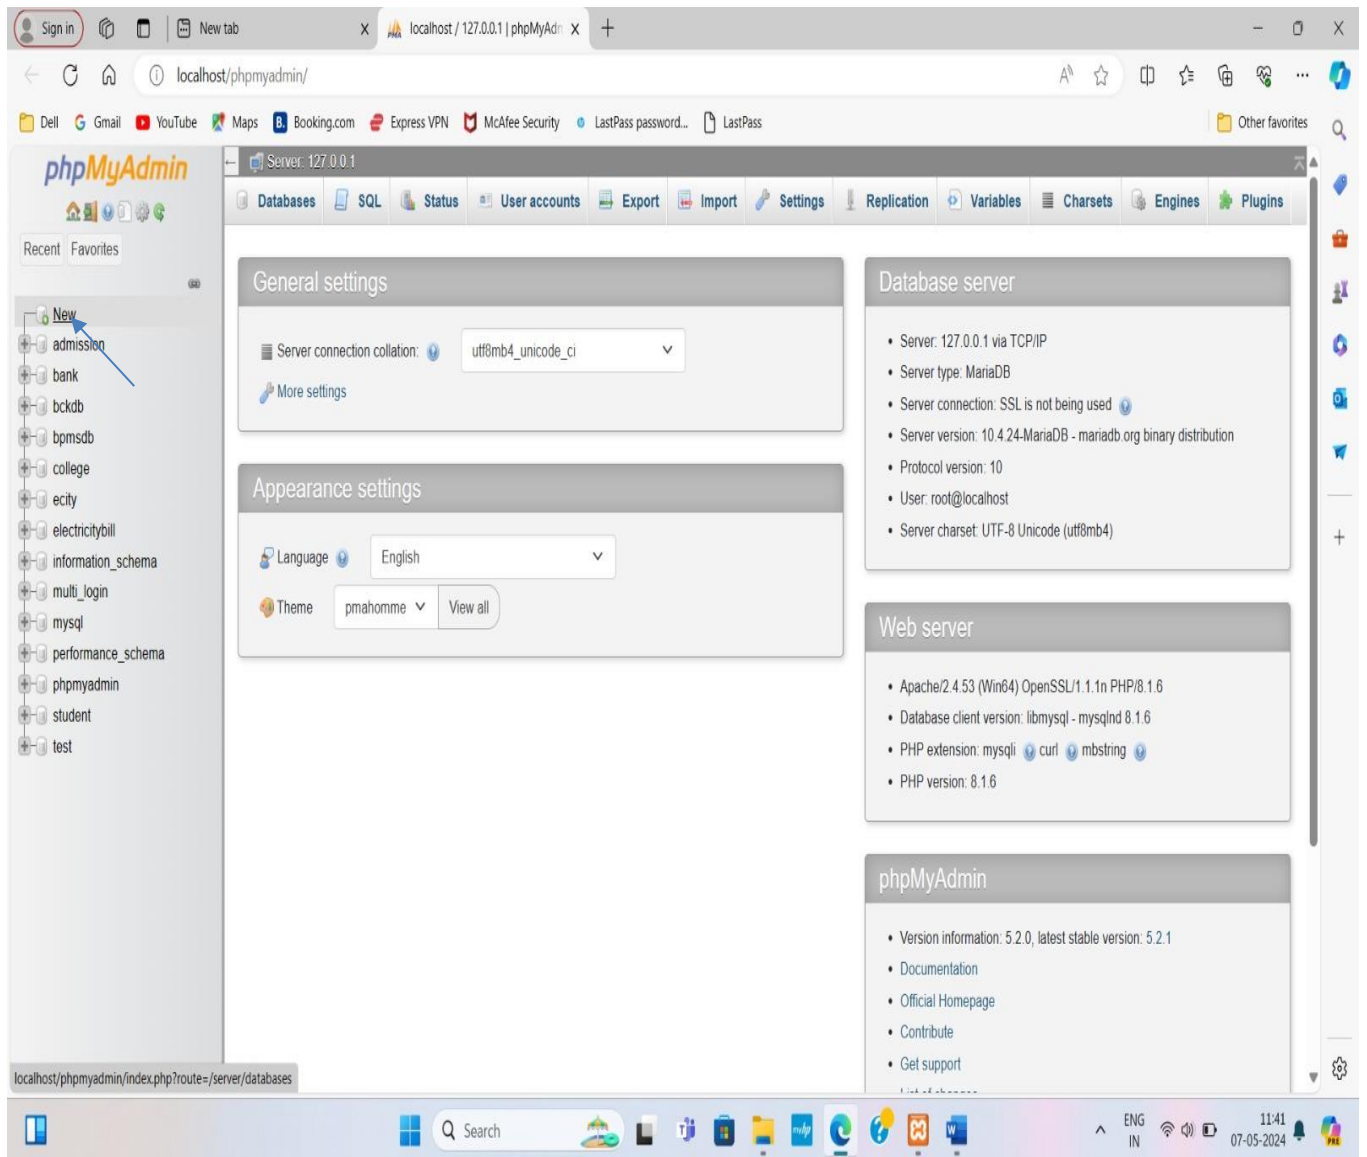 Sign in
New tab
localhost / 127.0.0.1 | phpMyAdn
localhost/phpmyadmin/
Dell Gmail YouTube Maps B. Booking.com Express VPN McAfee Security LastPass password... LastPass Other favorites
phpMyAdmin
Recent Favorites
New
admission
bank
bckdb
bpmsdb
college
ecity
electricitybill
information_schema
multi_login
mysql
performance_schema
phpmyadmin
student
test
localhost/phpmyadmin/index.php?route=/server/databases
Server: 127.0.0.1
Databases SQL Status User accounts Export Import Settings Replication Variables Charsets Engines Plugins
General settings
Server connection collation: utf8mb4_unicode_ci
More settings
Appearance settings
Language English
Theme pmahomme View all
Database server
• Server: 127.0.0.1 via TCP/IP
• Server type: MariaDB
• Server connection: SSL is not being used
• Server version: 10.4.24-MariaDB - mariadb.org binary distribution
• Protocol version: 10
• User: root@localhost
• Server charset: UTF-8 Unicode (utf8mb4)
Web server
• Apache/2.4.53 (Win64) OpenSSL/1.1.1n PHP/8.1.6
• Database client version: libmysql - mysqlnd 8.1.6
• PHP extension: mysqli curl mbstring
• PHP version: 8.1.6
phpMyAdmin
• Version information: 5.2.0, latest stable version: 5.2.1
• Documentation
• Official Homepage
• Contribute
• Get support
Search
ENG
IN
11:41
07-05-2024